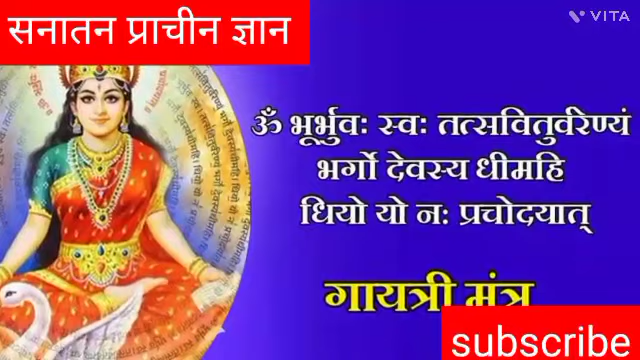 सनातन प्राचीन ज्ञान
VITA
ॐ भूर्भुवः स्वः तत्सवितुर्वरेण्यं
भर्गो देवस्य धीमहि
धियो यो नः प्रचोदयात्
गायत्री मंत्र
subscribe